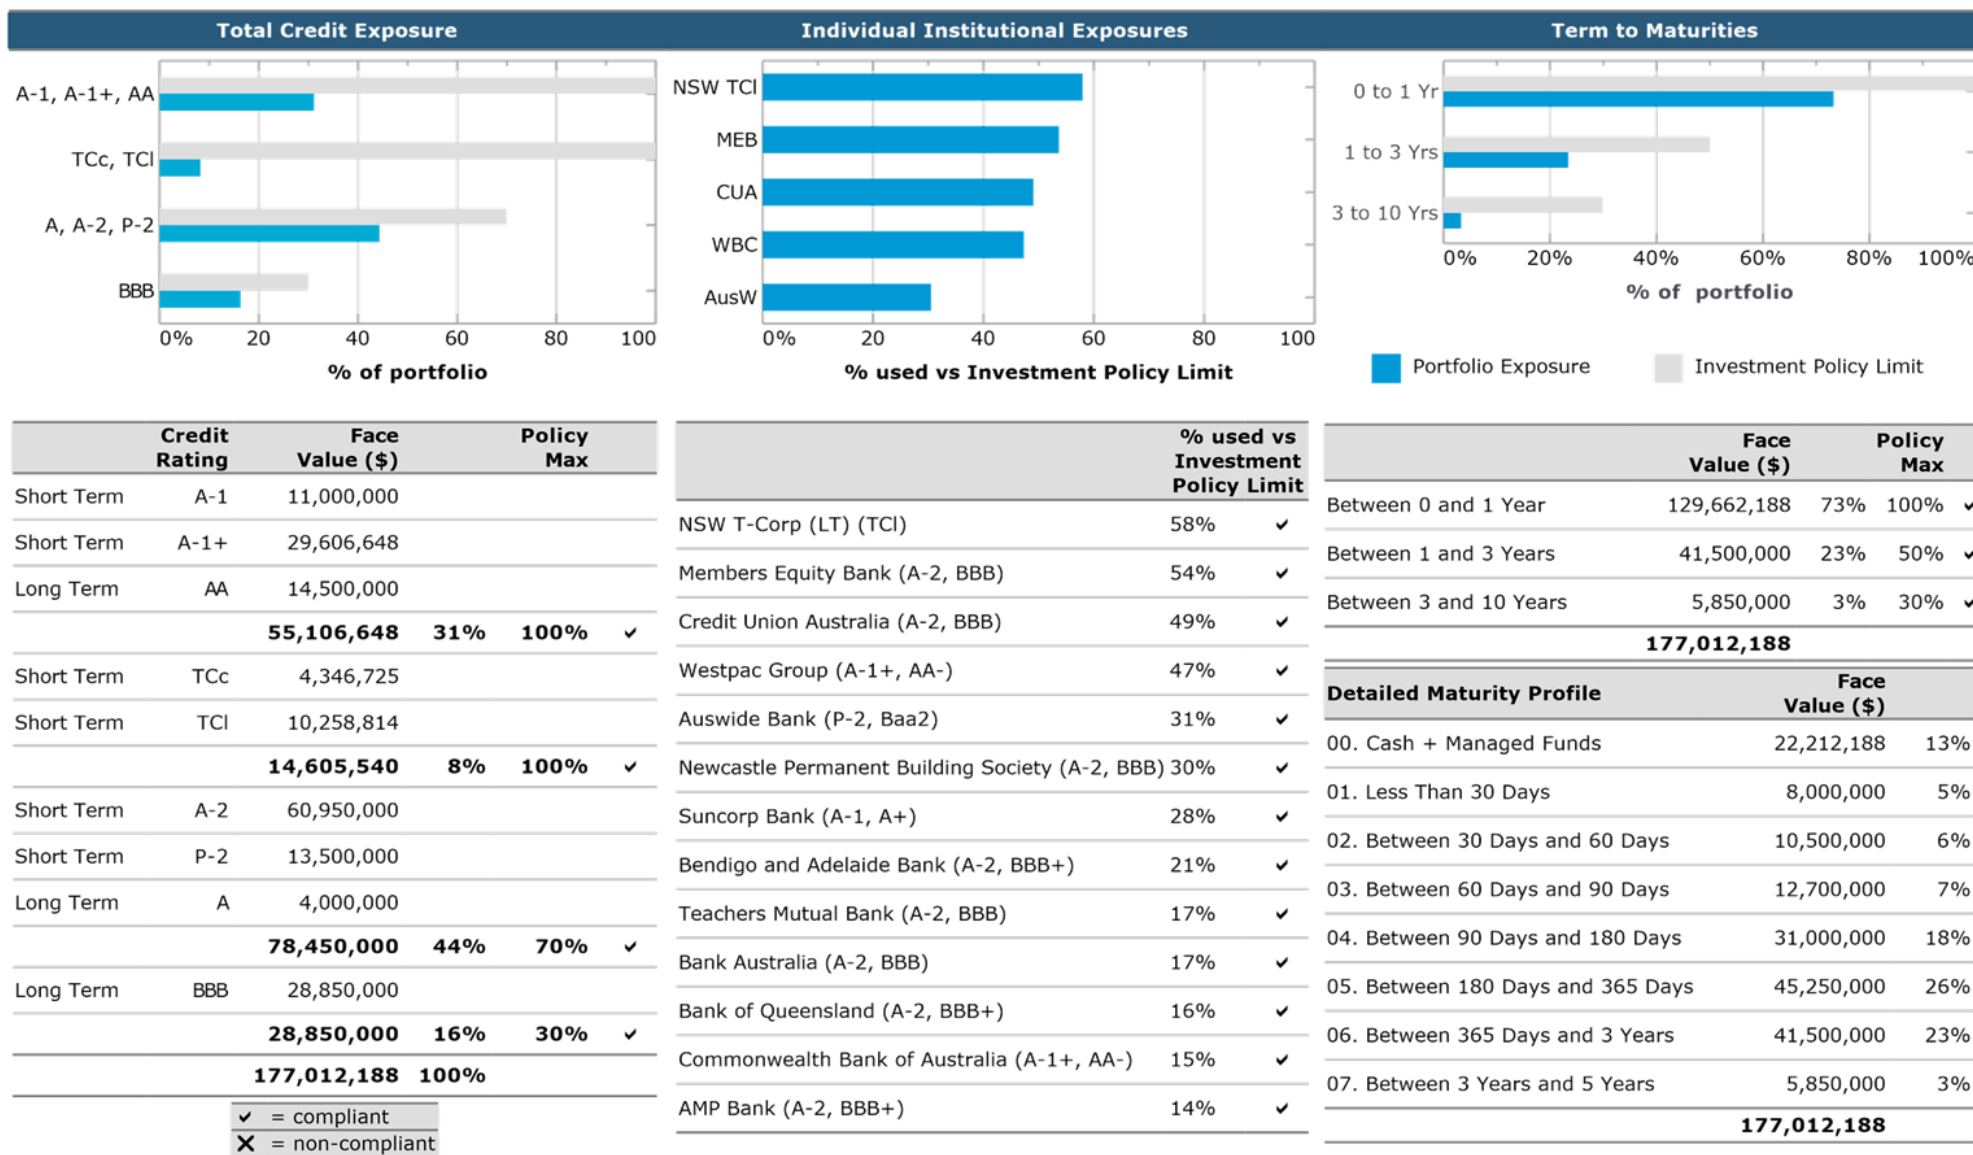 Total Credit Exposure
A-1, A-1+, AA
TCc, TCl
A, A-2, P-2
BBB
0% 20 40 60 80 100
% of portfolio
Individual Institutional Exposures
NSW TCl
MEB
CUA
WBC
AusW
0% 20 40 60 80 100
% used vs Investment Policy Limit
Term to Maturities
0 to 1 Yr
1 to 3 Yrs
3 to 10 Yrs
0% 20% 40% 60% 80% 100%
% of portfolio
Portfolio Exposure Investment Policy Limit
Credit Face Policy
Rating Value ($) Max
Short Term A-1 11,000,000
Short Term A-1+ 29,606,648
Long Term AA 14,500,000
55,106,648 31% 100% ✓
Short Term TCc 4,346,725
Short Term TCl 10,258,814
14,605,540 8% 100% ✓
Short Term A-2 60,950,000
Short Term P-2 13,500,000
Long Term A 4,000,000
78,450,000 44% 70% ✓
Long Term BBB 28,850,000
28,850,000 16% 30% ✓
177,012,188 100%
✓ = compliant
✗ = non-compliant
% used vs
Investment
Policy Limit
NSW T-Corp (LT) (TCl) 58% ✓
Members Equity Bank (A-2, BBB) 54% ✓
Credit Union Australia (A-2, BBB) 49% ✓
Westpac Group (A-1+, AA-) 47% ✓
Auswide Bank (P-2, Baa2) 31% ✓
Newcastle Permanent Building Society (A-2, BBB) 30% ✓
Suncorp Bank (A-1, A+) 28% ✓
Bendigo and Adelaide Bank (A-2, BBB+) 21% ✓
Teachers Mutual Bank (A-2, BBB) 17% ✓
Bank Australia (A-2, BBB) 17% ✓
Bank of Queensland (A-2, BBB+) 16% ✓
Commonwealth Bank of Australia (A-1+, AA-) 15% ✓
AMP Bank (A-2, BBB+) 14% ✓
Face Policy
Value ($) Max
Between 0 and 1 Year 129,662,188 73% 100% ✓
Between 1 and 3 Years 41,500,000 23% 50% ✓
Between 3 and 10 Years 5,850,000 3% 30% ✓
177,012,188
Detailed Maturity Profile Face
Value ($)
00. Cash + Managed Funds 22,212,188 13%
01. Less Than 30 Days 8,000,000 5%
02. Between 30 Days and 60 Days 10,500,000 6%
03. Between 60 Days and 90 Days 12,700,000 7%
04. Between 90 Days and 180 Days 31,000,000 18%
05. Between 180 Days and 365 Days 45,250,000 26%
06. Between 365 Days and 3 Years 41,500,000 23%
07. Between 3 Years and 5 Years 5,850,000 3%
177,012,188